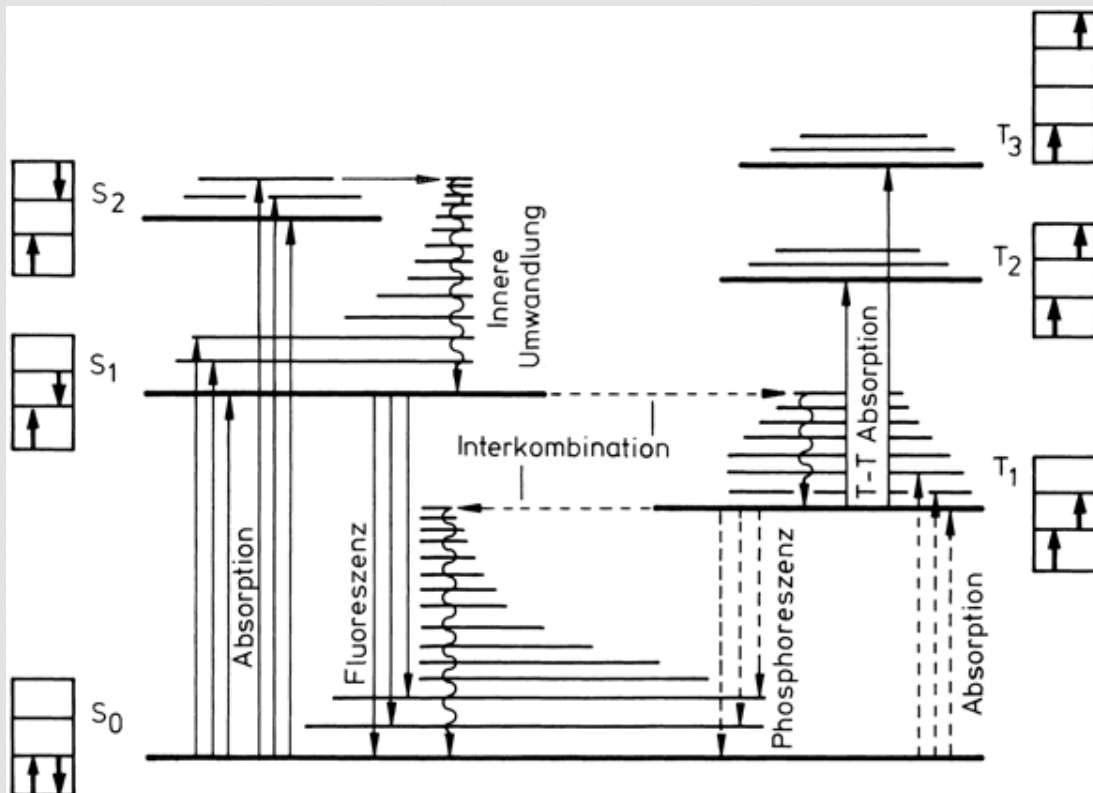 S2
S1
S0
Absorption
Fluoreszenz
Innere
Umwandlung
Interkombination
Phosphoreszenz
T-T Absorption
Absorption
T3
T2
T1